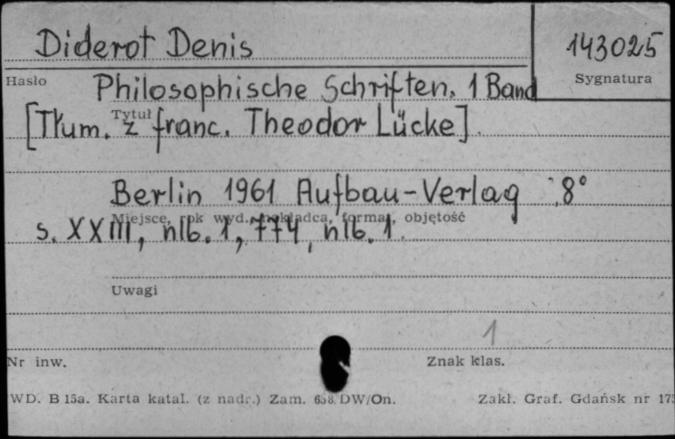 Diderot Denis
143025
Hasło
Sygnatura
Philosophische Schriften. 1 Band
Tytuł
[Tłum. z franc. Theodor Lücke].
Berlin 1961 Aufbau-Verlag 8°
Miejsce, rok wyd., nakładca, format, objętość
s. XXIII, nlb. 1, 774, nlb. 1.
Uwagi
1
Nr inw.
Znak klas.
WD. B 15a. Karta katal. (z nadr.) Zam. 658. DW/On.
Zakł. Graf. Gdańsk nr 173